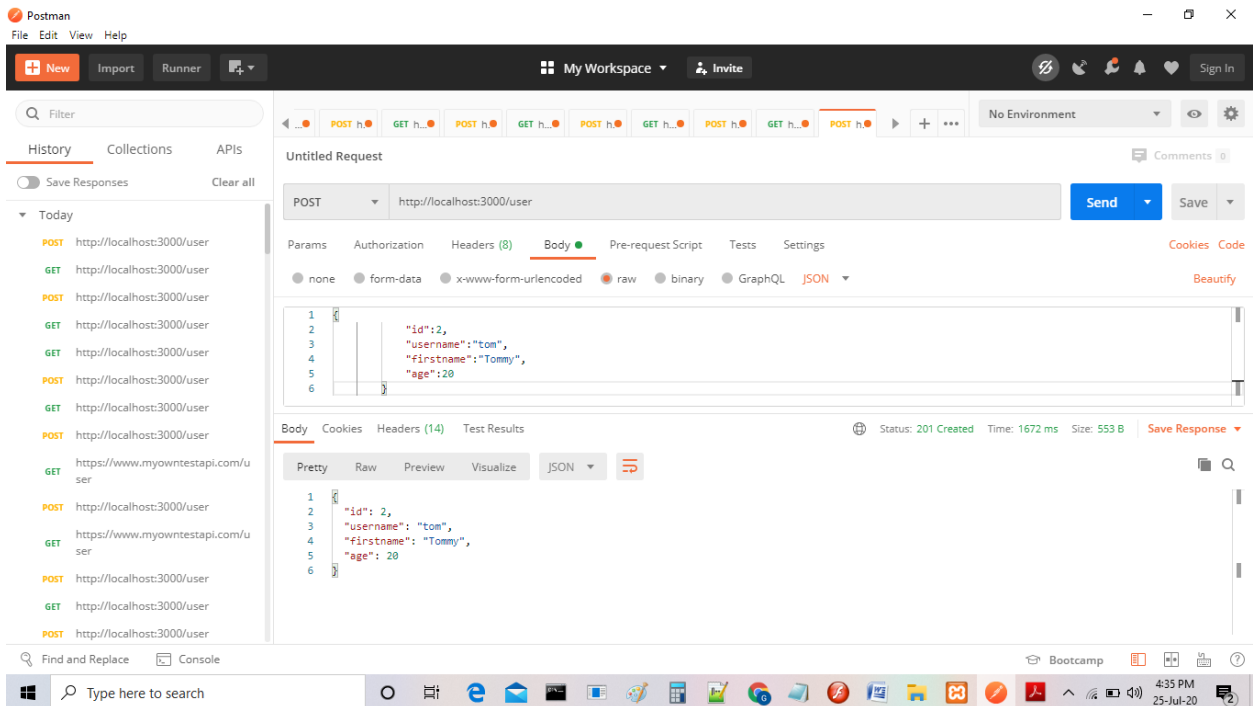 Postman
File Edit View Help
New Import Runner My Workspace Invite Sign In
Filter
History Collections APIs
Save Responses Clear all
Today
POST http://localhost:3000/user
GET http://localhost:3000/user
POST http://localhost:3000/user
GET http://localhost:3000/user
GET http://localhost:3000/user
POST http://localhost:3000/user
GET http://localhost:3000/user
POST http://localhost:3000/user
GET https://www.myowntestapi.com/u
ser
POST http://localhost:3000/user
GET https://www.myowntestapi.com/u
ser
POST http://localhost:3000/user
GET http://localhost:3000/user
POST http://localhost:3000/user
... POST h. GET h... POST h. GET h... POST h. GET h... POST h. GET h... POST h. + ...
No Environment
Untitled Request
Comments 0
POST http://localhost:3000/user Send Save
Params Authorization Headers (8) Body Pre-request Script Tests Settings Cookies Code
none form-data x-www-form-urlencoded raw binary GraphQL JSON Beautify
1 {
2 "id":2,
3 "username":"tom",
4 "firstname":"Tommy",
5 "age":20
6 }
Body Cookies Headers (14) Test Results Status: 201 Created Time: 1672 ms Size: 553 B Save Response
Pretty Raw Preview Visualize JSON
1 {
2 "id": 2,
3 "username": "tom",
4 "firstname": "Tommy",
5 "age": 20
6 }
Find and Replace Console Bootcamp
Type here to search
4:35 PM
25-Jul-20
2